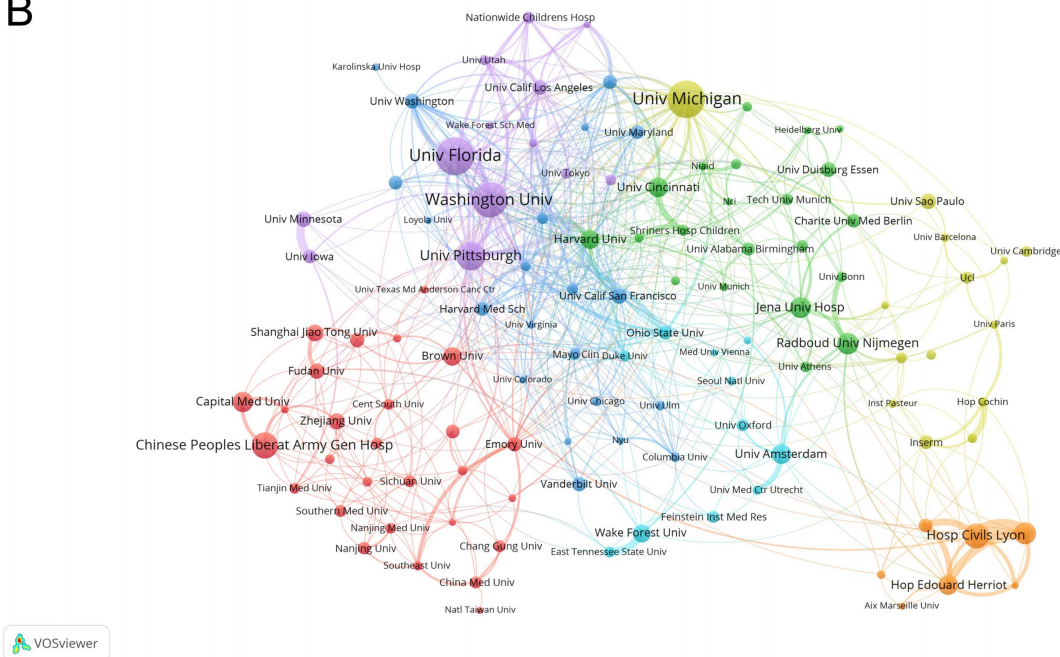 B
Nationwide Childrens Hosp
Univ Utah
Karolinska Univ Hosp
Univ Calif Los Angeles
Univ Washington
Univ Michigan
Wake Forest Sch Med
Univ Maryland
Heidelberg Univ
Univ Florida
Niaid
Univ Duisburg Essen
Univ Tokyo
Univ Cincinnati
Washington Univ
Nci
Tech Univ Munich
Univ Sao Paulo
Univ Minnesota
Loyola Univ
Charite Univ Med Berlin
Shriners Hosp Children
Harvard Univ
Univ Barcelona
Univ Alabama Birmingham
Univ Cambridge
Univ Iowa
Univ Pittsburgh
Univ Bonn
Ucl
Univ Texas Md Anderson Canc Ctr
Univ Munich
Univ Calif San Francisco
Harvard Med Sch
Jena Univ Hosp
Univ Virginia
Univ Paris
Shanghai Jiao Tong Univ
Ohio State Univ
Radboud Univ Nijmegen
Brown Univ
Mayo Clin
Duke Univ
Med Univ Vienna
Univ Athens
Fudan Univ
Univ Colorado
Seoul Natl Univ
Capital Med Univ
Cent South Univ
Univ Chicago
Univ Ulm
Inst Pasteur
Hop Cochin
Zhejiang Univ
Univ Oxford
Chinese Peoples Liberat Army Gen Hosp
Emory Univ
Nyu
Inserm
Columbia Univ
Univ Amsterdam
Tianjin Med Univ
Sichuan Univ
Vanderbilt Univ
Univ Med Ctr Utrecht
Southern Med Univ
Feinstein Inst Med Res
Nanjing Med Univ
Wake Forest Univ
Hosp Civils Lyon
Nanjing Univ
Chang Gung Univ
East Tennessee State Univ
Southeast Univ
China Med Univ
Hop Edouard Herriot
Natl Taiwan Univ
Aix Marseille Univ
VOSviewer